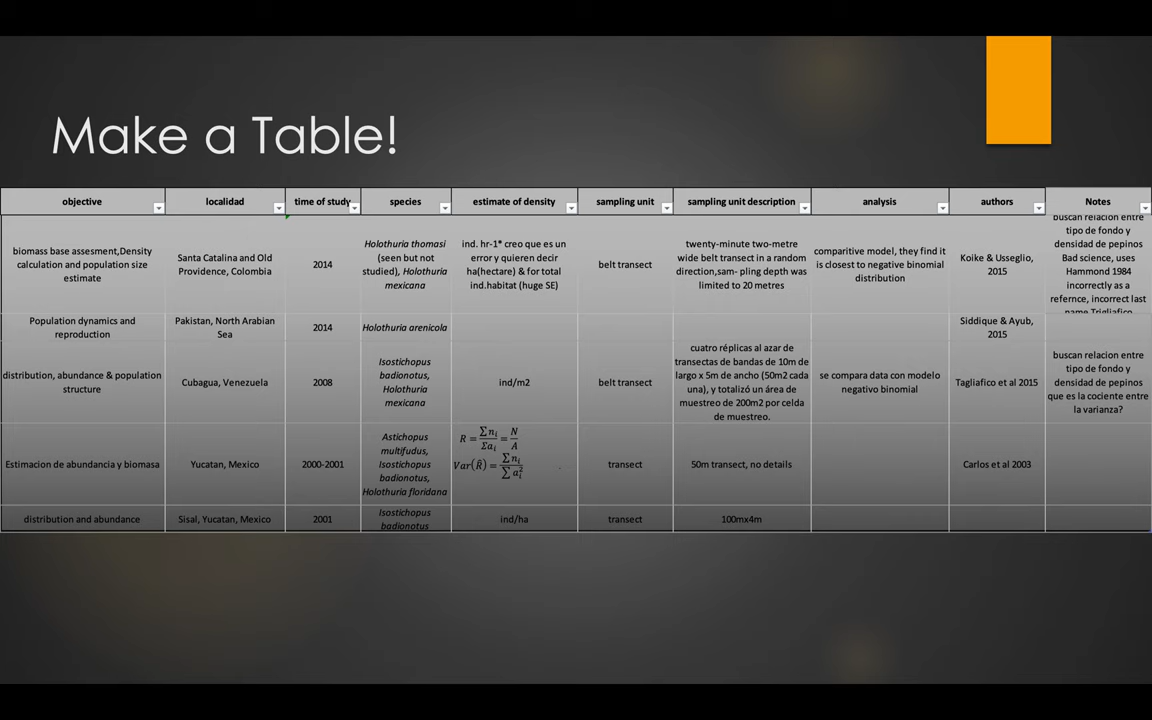 Make a Table!
objective
localidad
time of study
species
estimate of density
sampling unit
sampling unit description
analysis
authors
Notes
biomass base assesment,Density
calculation and population size
estimate
Santa Catalina and Old
Providence, Colombia
2014
Holothuria thomasi
(seen but not
studied), Holothuria
mexicana
ind. hr-1* creo que es un
error y quieren decir
ha(hectare) & for total
ind.habitat (huge SE)
belt transect
twenty-minute two-metre
wide belt transect in a random
direction,sam- pling depth was
limited to 20 metres
comparitive model, they find it
is closest to negative binomial
distribution
Koike & Usseglio,
2015
buscan relacion entre
tipo de fondo y
densidad de pepinos
Bad science, uses
Hammond 1984
incorrectly as a
refernce, incorrect last
name Trigliafico
Population dynamics and
reproduction
Pakistan, North Arabian
Sea
2014
Holothuria arenicola
Siddique & Ayub,
2015
distribution, abundance & population
structure
Cubagua, Venezuela
2008
Isostichopus
badionotus,
Holothuria
mexicana
ind/m2
belt transect
cuatro réplicas al azar de
transectas de bandas de 10m de
largo x 5m de ancho (50m2 cada
una), y totalizó un área de
muestreo de 200m2 por celda
de muestreo.
se compara data con modelo
negativo binomial
Tagliafico et al 2015
buscan relacion entre
tipo de fondo y
densidad de pepinos
que es la cociente entre
la varianza?
Estimacion de abundancia y biomasa
Yucatan, Mexico
2000-2001
Astichopus
multifudus,
Isostichopus
badionotus,
Holothuria floridana
R = Σn_i/Σa_i = N/A
Var(R̂) = Σn_i/Σa_i^2
transect
50m transect, no details
Carlos et al 2003
distribution and abundance
Sisal, Yucatan, Mexico
2001
Isostichopus
badionotus
ind/ha
transect
100mx4m